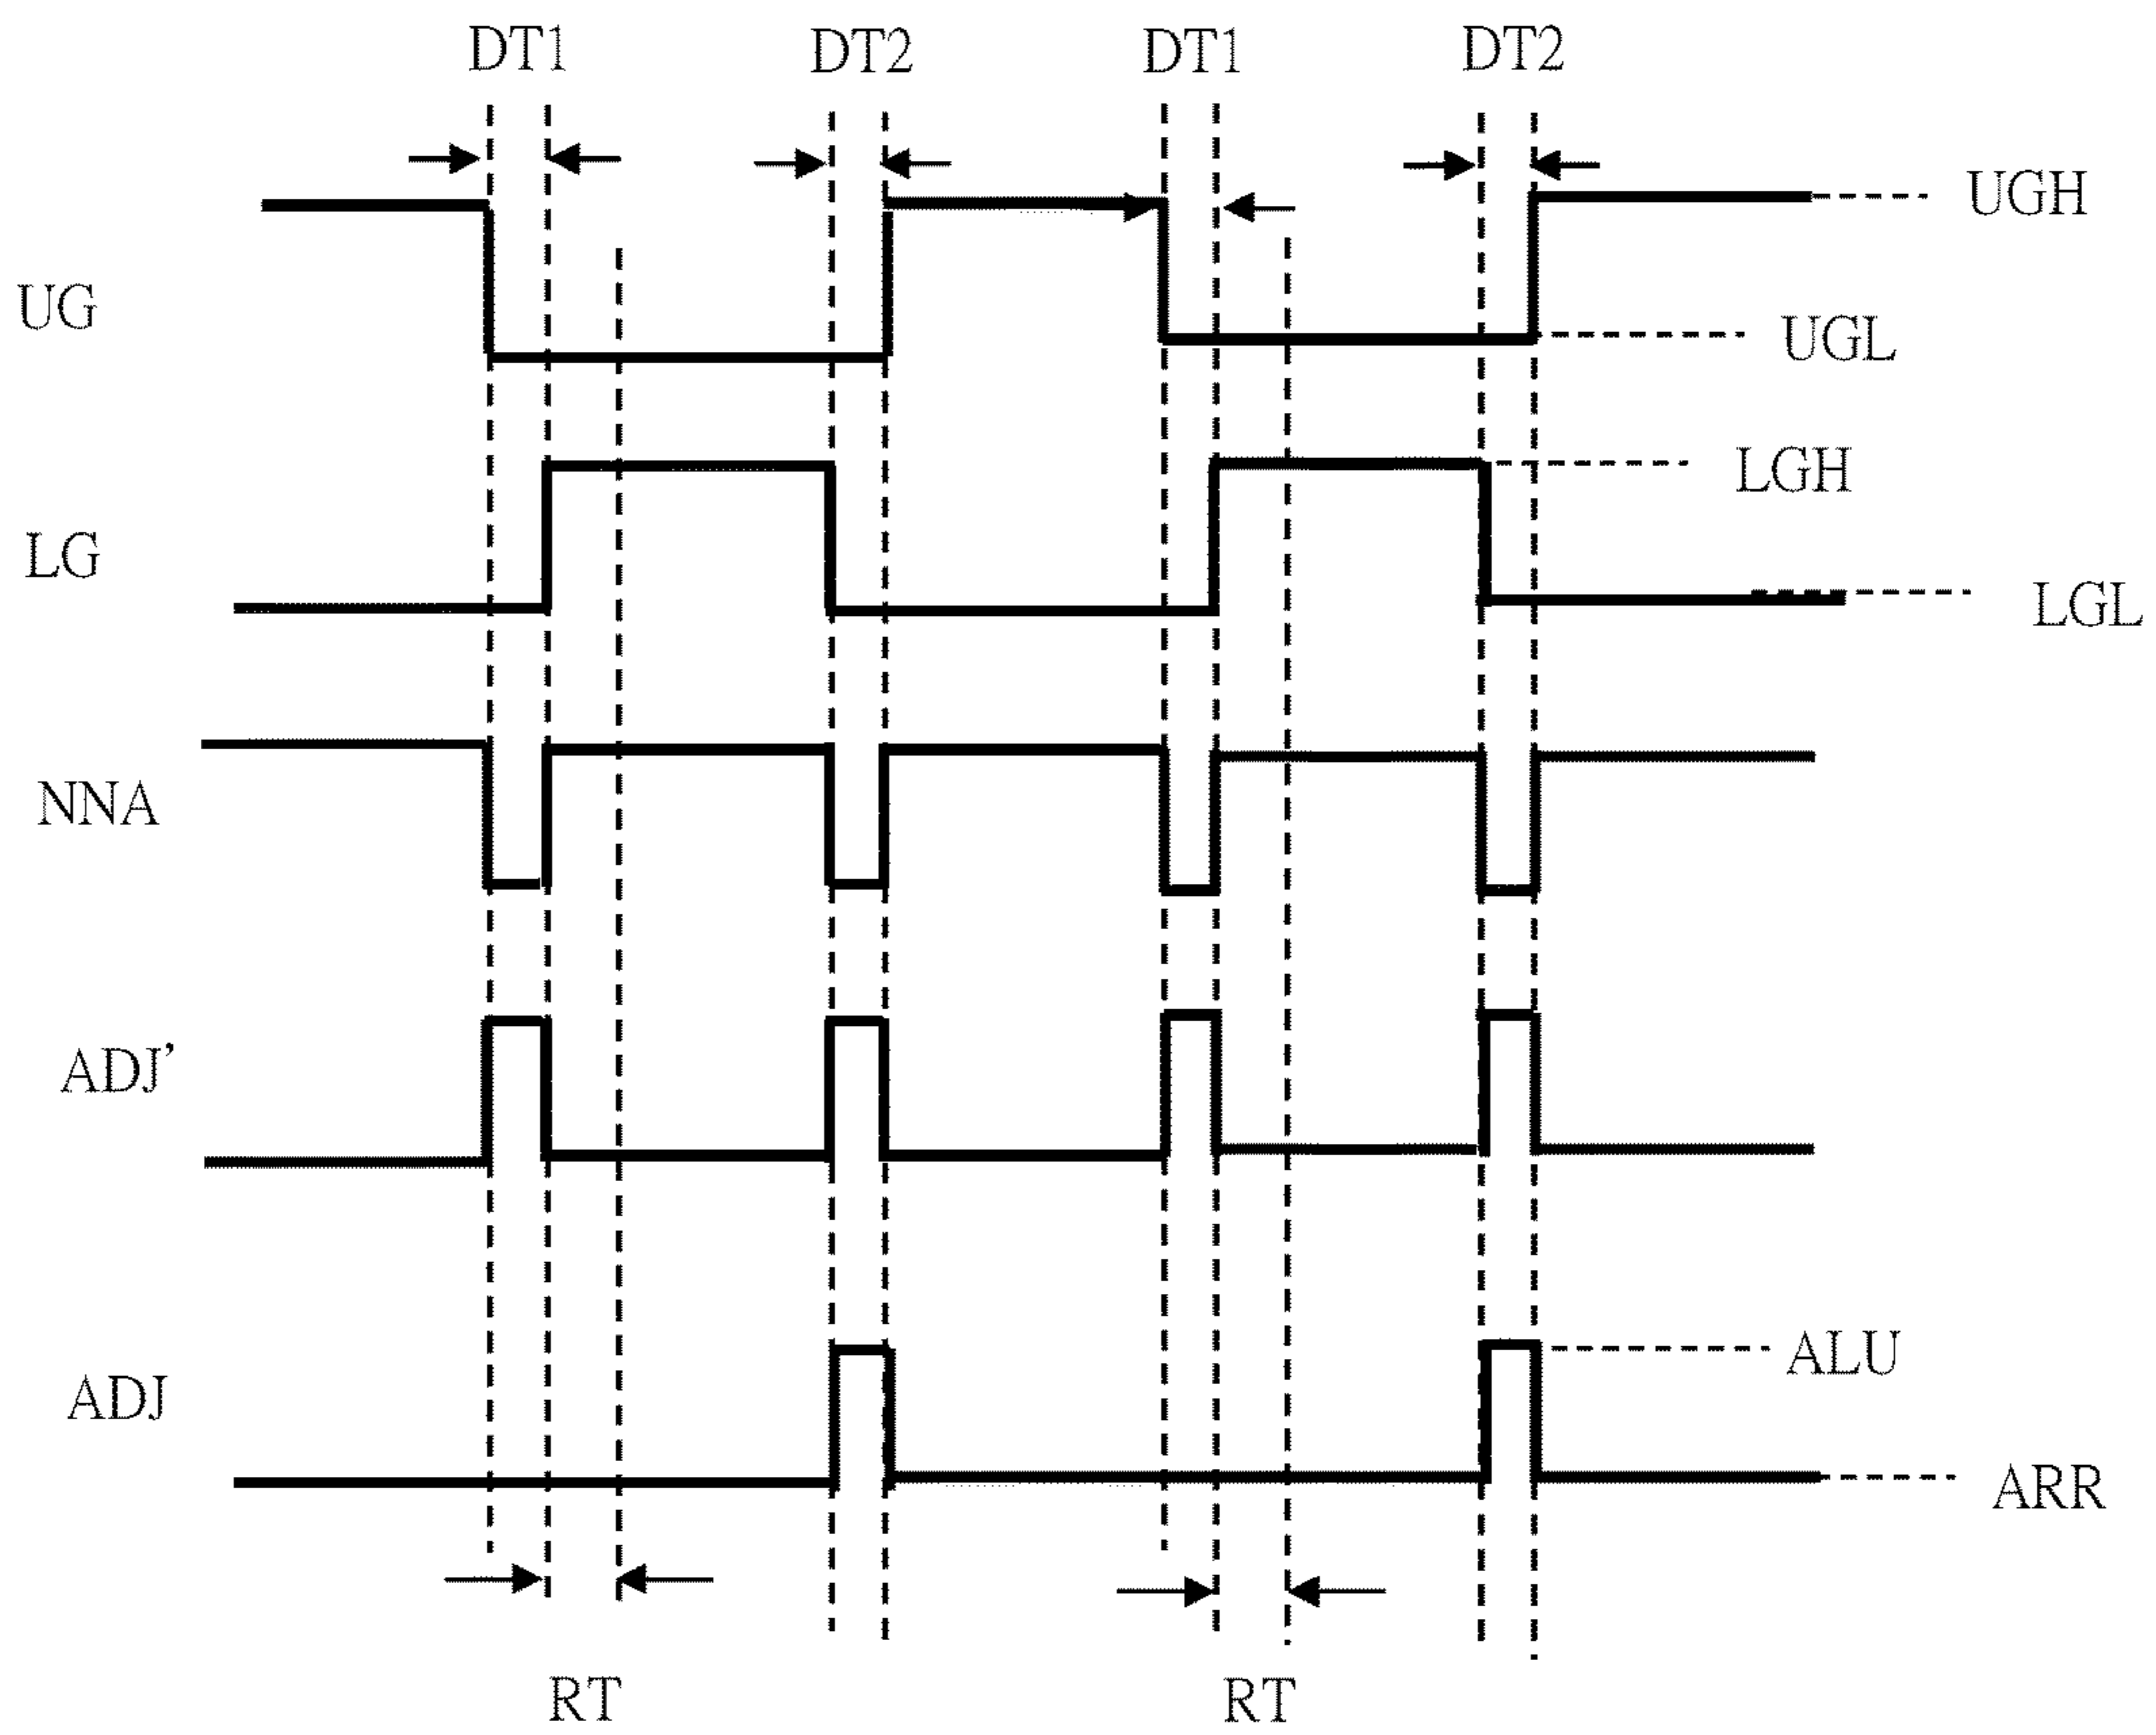 DT1 DT2 DT1 DT2
UGH
UG
UGL
LGH
LG
LGL
NNA
ADJ’
ALU
ADJ
ARR
RT RT